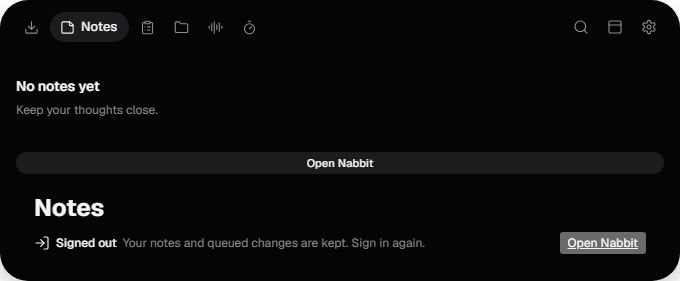 Notes
No notes yet
Keep your thoughts close.
Open Nabbit
Notes
Signed out Your notes and queued changes are kept. Sign in again. Open Nabbit